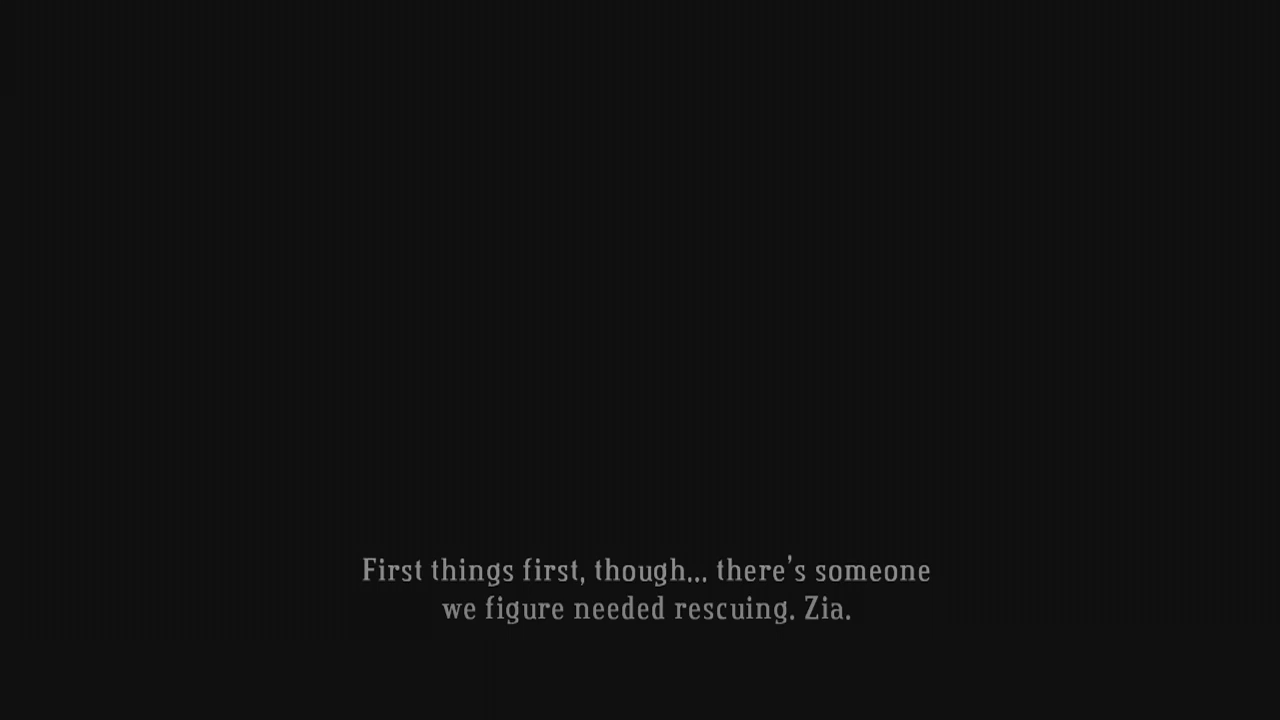 First things first, though... there's someone
we figure needed rescuing. Zia.